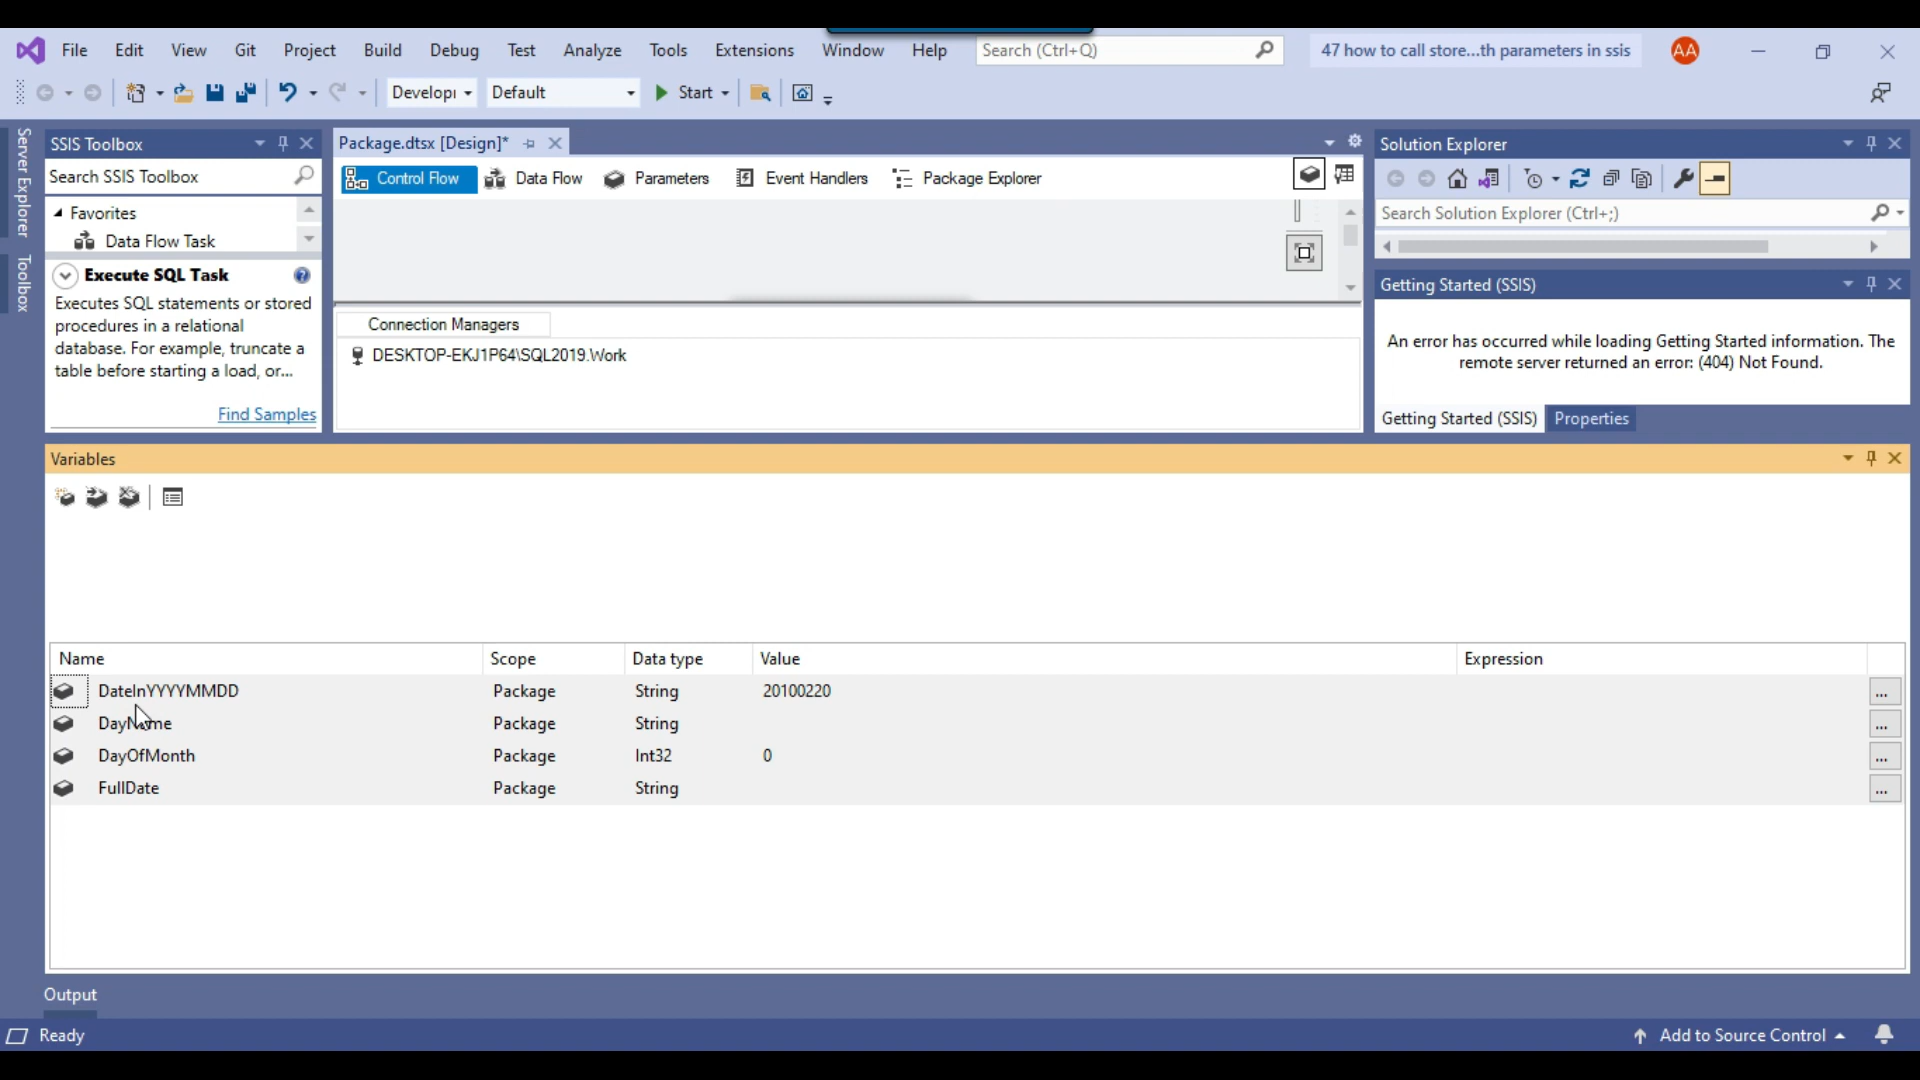 File Edit View Git Project Build Debug Test Analyze Tools Extensions Window Help Search (Ctrl+Q) 47 how to call store...th parameters in ssis AA
Develop Default Start
Server Explorer
Toolbox
SSIS Toolbox
Search SSIS Toolbox
Favorites
Data Flow Task
Execute SQL Task
Executes SQL statements or stored
procedures in a relational
database. For example, truncate a
table before starting a load, or...
Find Samples
Package.dtsx [Design]*
Control Flow Data Flow Parameters Event Handlers Package Explorer
Connection Managers
DESKTOP-EKJ1P64\SQL2019.Work
Solution Explorer
Search Solution Explorer (Ctrl+;)
Getting Started (SSIS)
An error has occurred while loading Getting Started information. The
remote server returned an error: (404) Not Found.
Getting Started (SSIS) Properties
Variables
Name Scope Data type Value Expression
DateInYYYYMMDD Package String 20100220 ...
DayName Package String ...
DayOfMonth Package Int32 0 ...
FullDate Package String ...
Output
Ready Add to Source Control